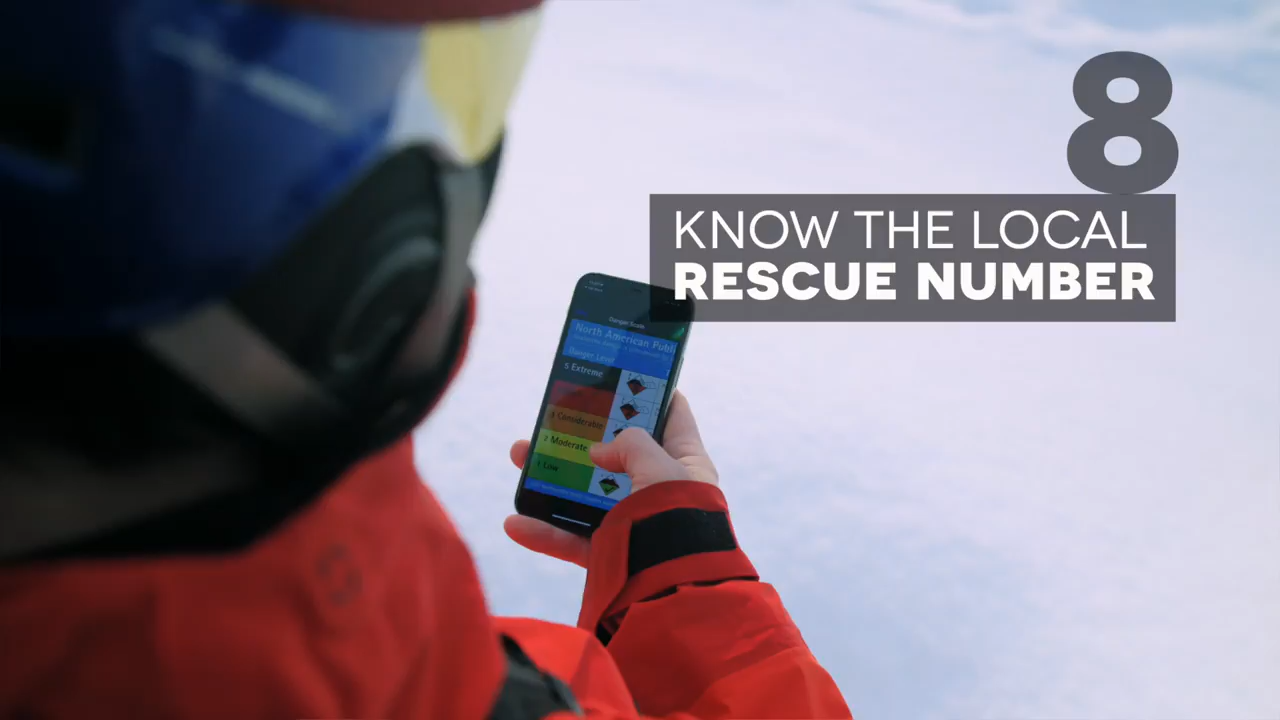 8
KNOW THE LOCAL
RESCUE NUMBER
Danger Scale
North American Publ
Danger Level
5 Extreme
3 Considerable
2 Moderate
1 Low